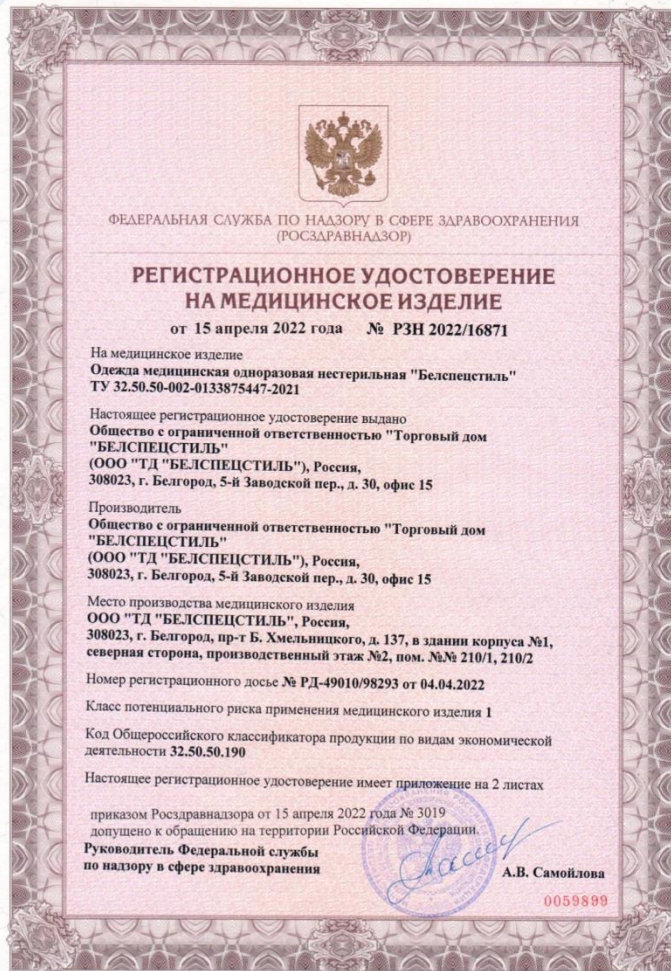 ФЕДЕРАЛЬНАЯ СЛУЖБА ПО НАДЗОРУ В СФЕРЕ ЗДРАВООХРАНЕНИЯ
(РОСЗДРАВНАДЗОР)
РЕГИСТРАЦИОННОЕ УДОСТОВЕРЕНИЕ
НА МЕДИЦИНСКОЕ ИЗДЕЛИЕ
от 15 апреля 2022 года № РЗН 2022/16871
На медицинское изделие
Одежда медицинская одноразовая нестерильная "Белспецстиль"
ТУ 32.50.50-002-0133875447-2021
Настоящее регистрационное удостоверение выдано
Общество с ограниченной ответственностью "Торговый дом
"БЕЛСПЕЦСТИЛЬ"
(ООО "ТД "БЕЛСПЕЦСТИЛЬ"), Россия,
308023, г. Белгород, 5-й Заводской пер., д. 30, офис 15
Производитель
Общество с ограниченной ответственностью "Торговый дом
"БЕЛСПЕЦСТИЛЬ"
(ООО "ТД "БЕЛСПЕЦСТИЛЬ"), Россия,
308023, г. Белгород, 5-й Заводской пер., д. 30, офис 15
Место производства медицинского изделия
ООО "ТД "БЕЛСПЕЦСТИЛЬ", Россия,
308023, г. Белгород, пр-т Б. Хмельницкого, д. 137, в здании корпуса №1,
северная сторона, производственный этаж №2, пом. №№ 210/1, 210/2
Номер регистрационного досье № РД-49010/98293 от 04.04.2022
Класс потенциального риска применения медицинского изделия 1
Код Общероссийского классификатора продукции по видам экономической
деятельности 32.50.50.190
Настоящее регистрационное удостоверение имеет приложение на 2 листах
приказом Росздравнадзора от 15 апреля 2022 года № 3019
допущено к обращению на территории Российской Федерации.
Руководитель Федеральной службы
по надзору в сфере здравоохранения
А.В. Самойлова
0059899